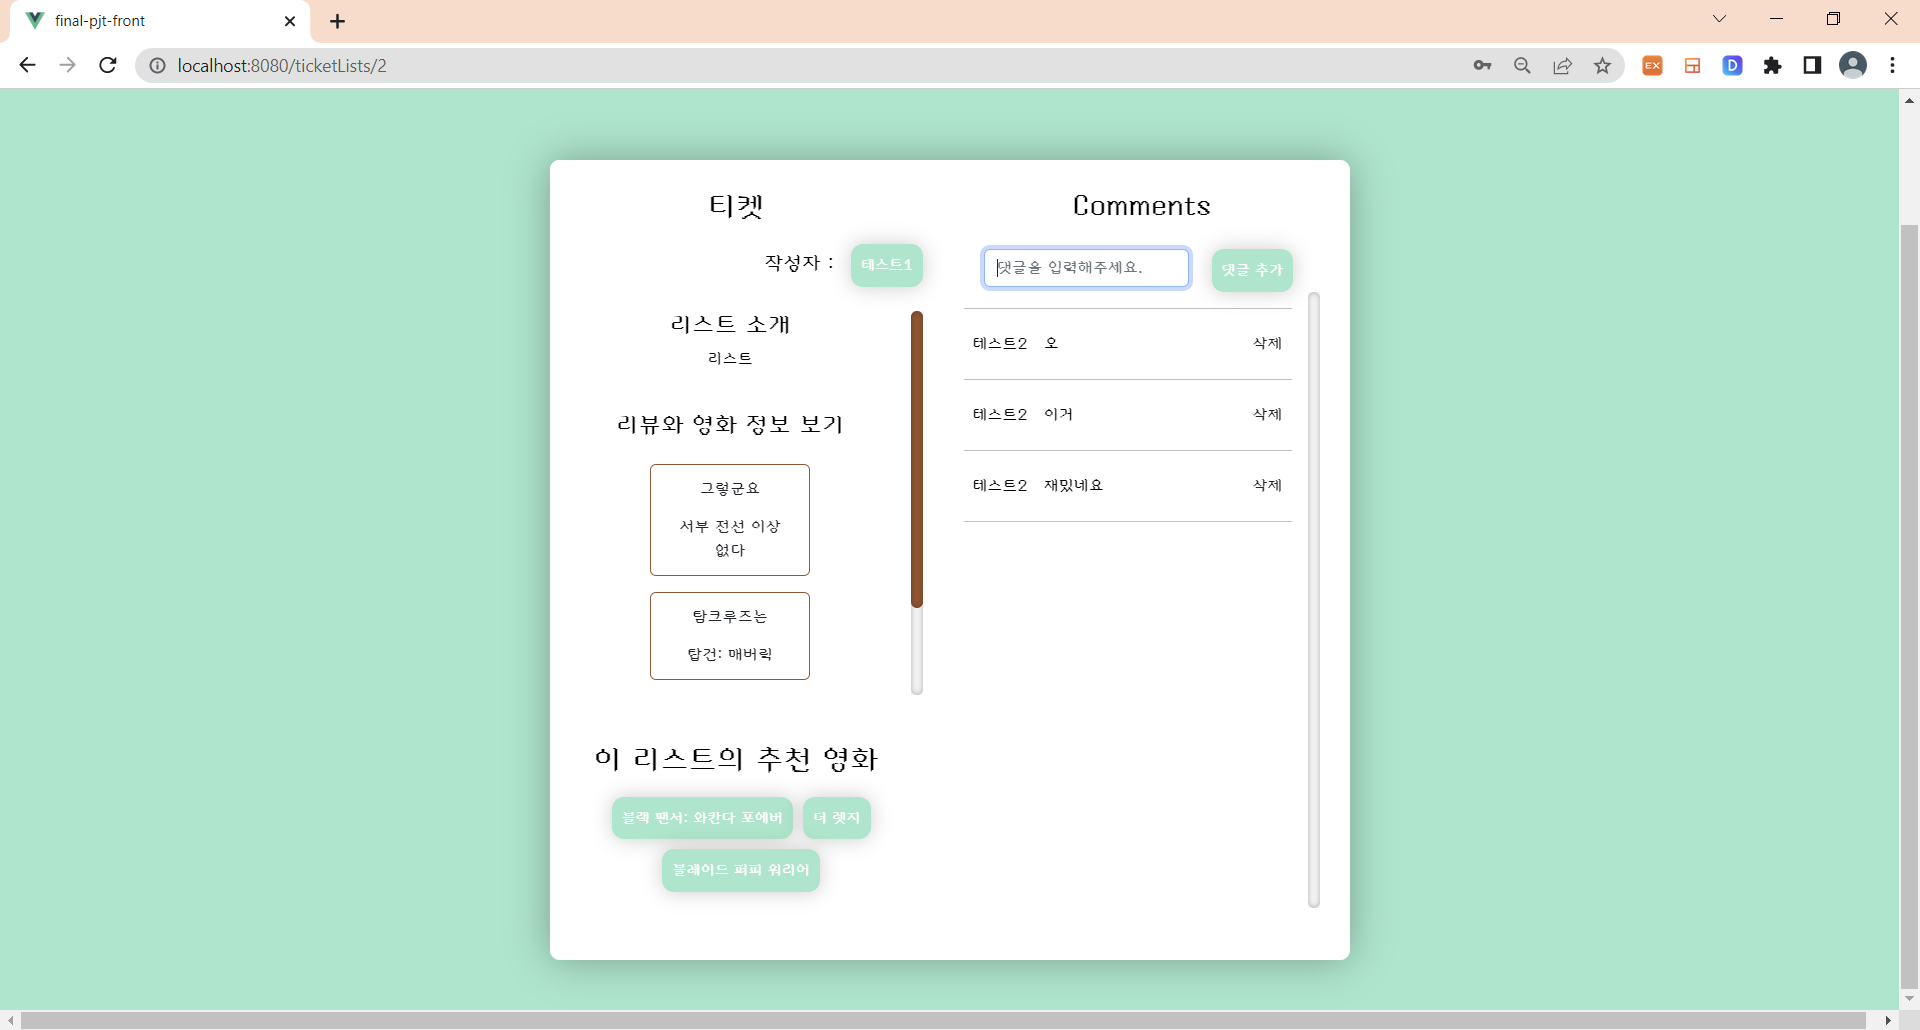 final-pjt-front
localhost:8080/ticketLists/2
EX
D
티켓
작성자 :
테스트1
리스트 소개
리스트
리뷰와 영화 정보 보기
그렇군요
서부 전선 이상
없다
탐크루즈는
탑건: 매버릭
이 리스트의 추천 영화
블랙 팬서: 와칸다 포에버
더 렛지
블레이드 퍼피 워리어
Comments
댓글을 입력해주세요.
댓글 추가
테스트2 오 삭제
테스트2 이거 삭제
테스트2 재밌네요 삭제